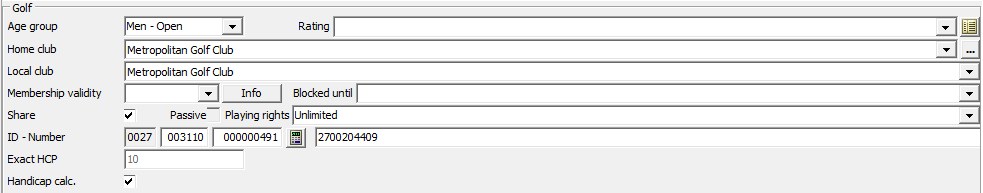 Golf
Age group Men - Open Rating
Home club Metropolitan Golf Club ...
Local club Metropolitan Golf Club
Membership validity Info Blocked until
Share Passive Playing rights Unlimited
ID - Number 0027 003110 000000491 2700204409
Exact HCP 10
Handicap calc.